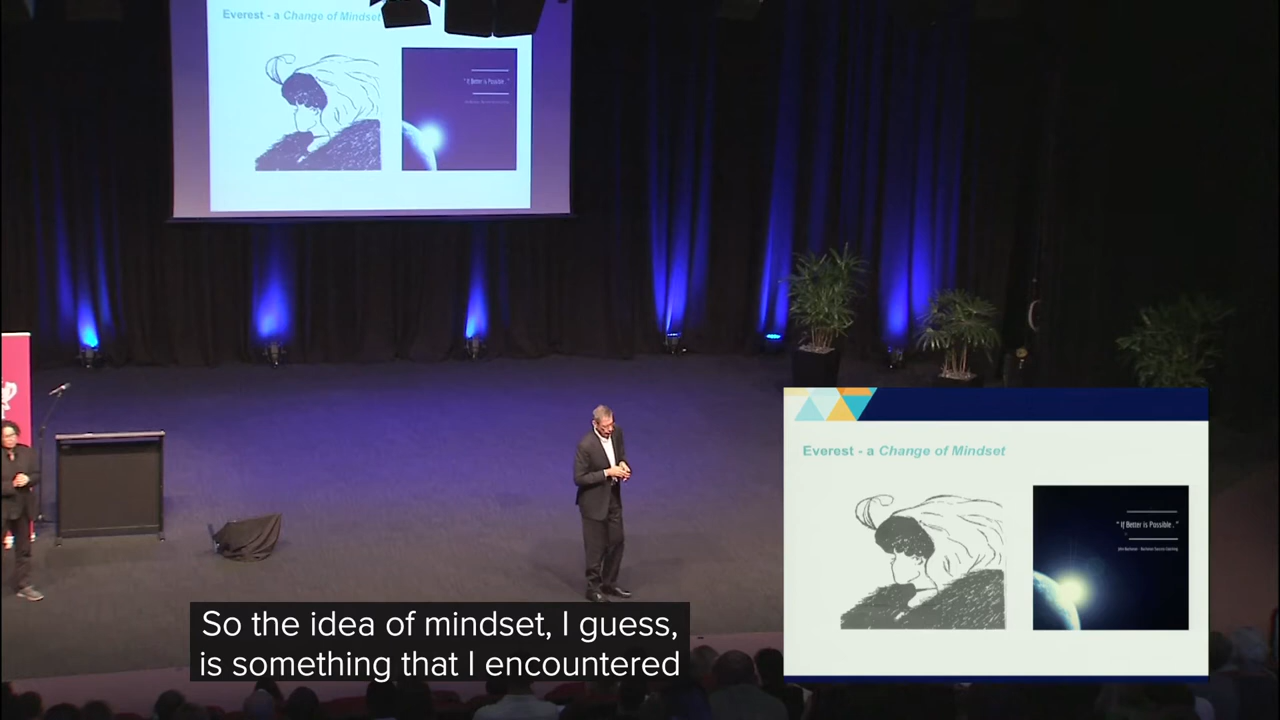 Everest - a Change of Mindset
" If Better is Possible . "
Everest - a Change of Mindset
" If Better is Possible . "
So the idea of mindset, I guess,
is something that I encountered